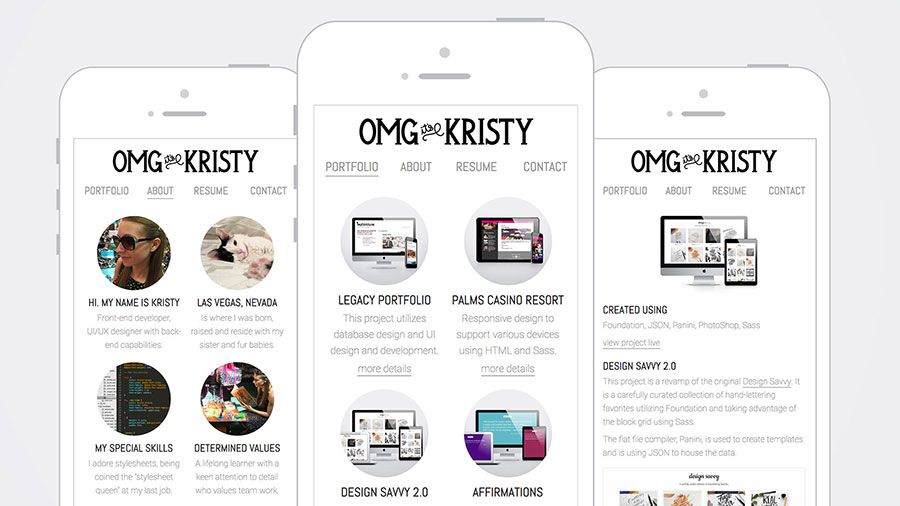 OMG it's KRISTY
PORTFOLIO ABOUT RESUME CONTACT
HI. MY NAME IS KRISTY
Front-end developer,
UI/UX designer with back-
end capabilities.
LAS VEGAS, NEVADA
is where I was born,
raised and reside with my
sister and fur babies.
MY SPECIAL SKILLS
I adore stylesheets, being
coined the "stylesheet
queen" at my last job.
DETERMINED VALUES
A lifelong learner with a
keen attention to detail
who values team work.
OMG it's KRISTY
PORTFOLIO ABOUT RESUME CONTACT
LEGACY PORTFOLIO
This project utilizes
database design and UI
design and development.
more details
PALMS CASINO RESORT
Responsive design to
support various devices
using HTML and Sass.
more details
DESIGN SAVVY 2.0
AFFIRMATIONS
OMG it's KRISTY
PORTFOLIO ABOUT RESUME CONTACT
CREATED USING
Foundation, JSON, Panini, PhotoShop, Sass
view project live
DESIGN SAVVY 2.0
This project is a revamp of the original Design Savvy. It
is a carefully curated collection of hand-lettering
favorites utilizing Foundation and taking advantage of
the block grid using Sass.
The flat file compiler, Panini, is used to create templates
and is using JSON to house the data.
design savvy